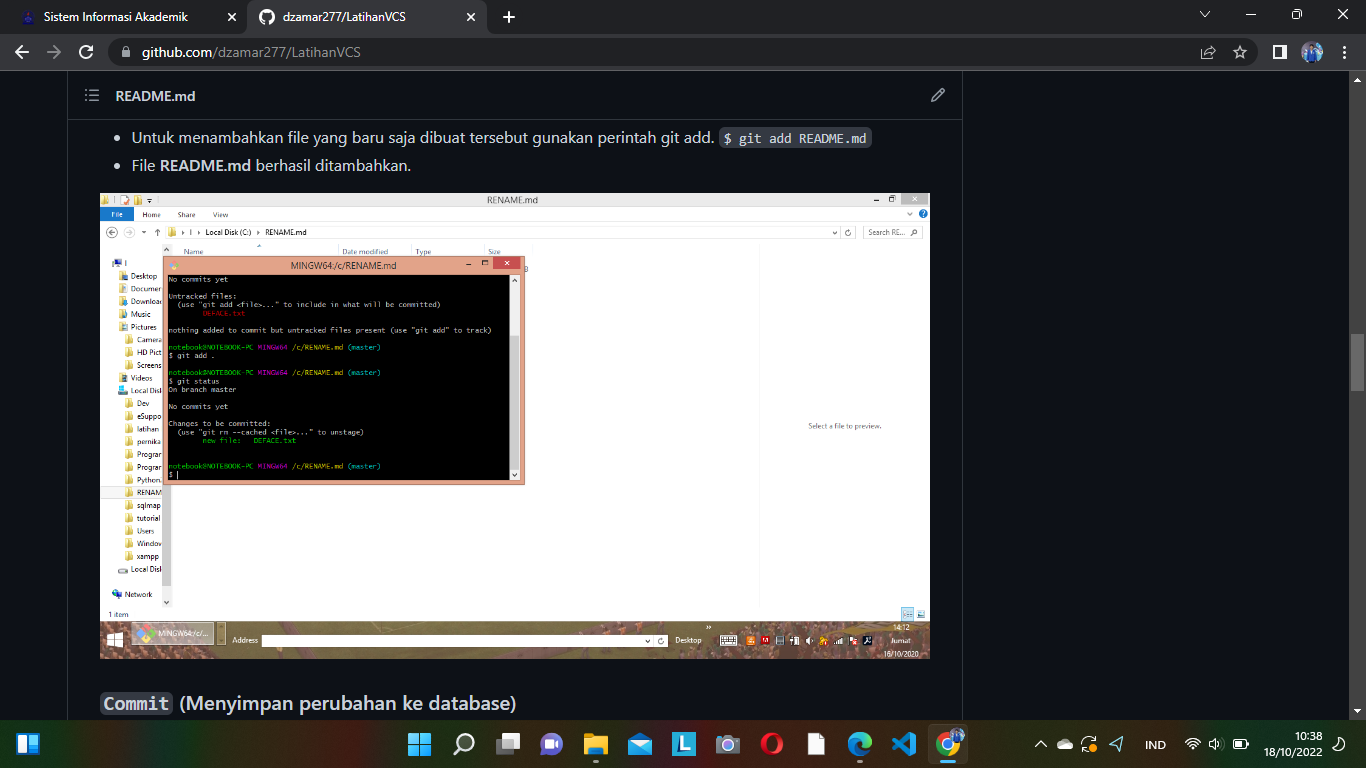 Sistem Informasi Akademik
dzamar277/LatihanVCS
github.com/dzamar277/LatihanVCS
README.md
Untuk menambahkan file yang baru saja dibuat tersebut gunakan perintah git add. $ git add README.md
File README.md berhasil ditambahkan.
RENAME.md
File Home Share View
I Local Disk (C:) RENAME.md
Search RE...
Name Date modified Type Size
I
Desktop
Documer
Downloac
Music
Pictures
Camera
HD Pict
Screens
Videos
Local Disk
Dev
eSuppo
latihan
pernika
Progran
Progran
Python.
RENAM
sqlmap
tutorial
Users
Window
xampp
Local Disk
Network
1 item
MINGW64:/c/RENAME.md
No commits yet
Untracked files:
(use "git add <file>..." to include in what will be committed)
DEFACE.txt
nothing added to commit but untracked files present (use "git add" to track)
notebook@NOTEBOOK-PC MINGW64 /c/RENAME.md (master)
$ git add .
notebook@NOTEBOOK-PC MINGW64 /c/RENAME.md (master)
$ git status
On branch master
No commits yet
Changes to be committed:
(use "git rm --cached <file>..." to unstage)
new file: DEFACE.txt
notebook@NOTEBOOK-PC MINGW64 /c/RENAME.md (master)
$
Select a file to preview.
MINGW64:/c/...
Address
Desktop
14:12
Jumat
16/10/2020
Commit (Menyimpan perubahan ke database)
IND
10:38
18/10/2022